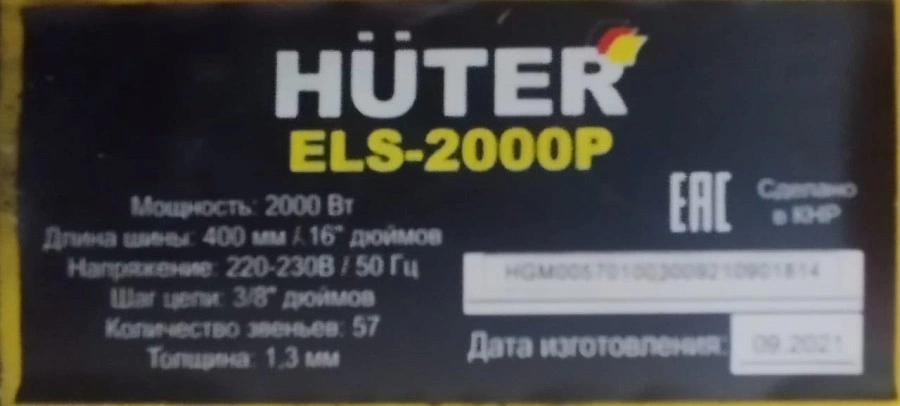 HÜTER
ELS-2000P
Мощность: 2000 Вт
Длина шины: 400 мм / 16" дюймов
Напряжение: 220-230В / 50 Гц
Шаг цепи: 3/8" дюймов
Количество звеньев: 57
Толщина: 1,3 мм
EAC
Сделано
в КНР
Дата изготовления: 09.2021